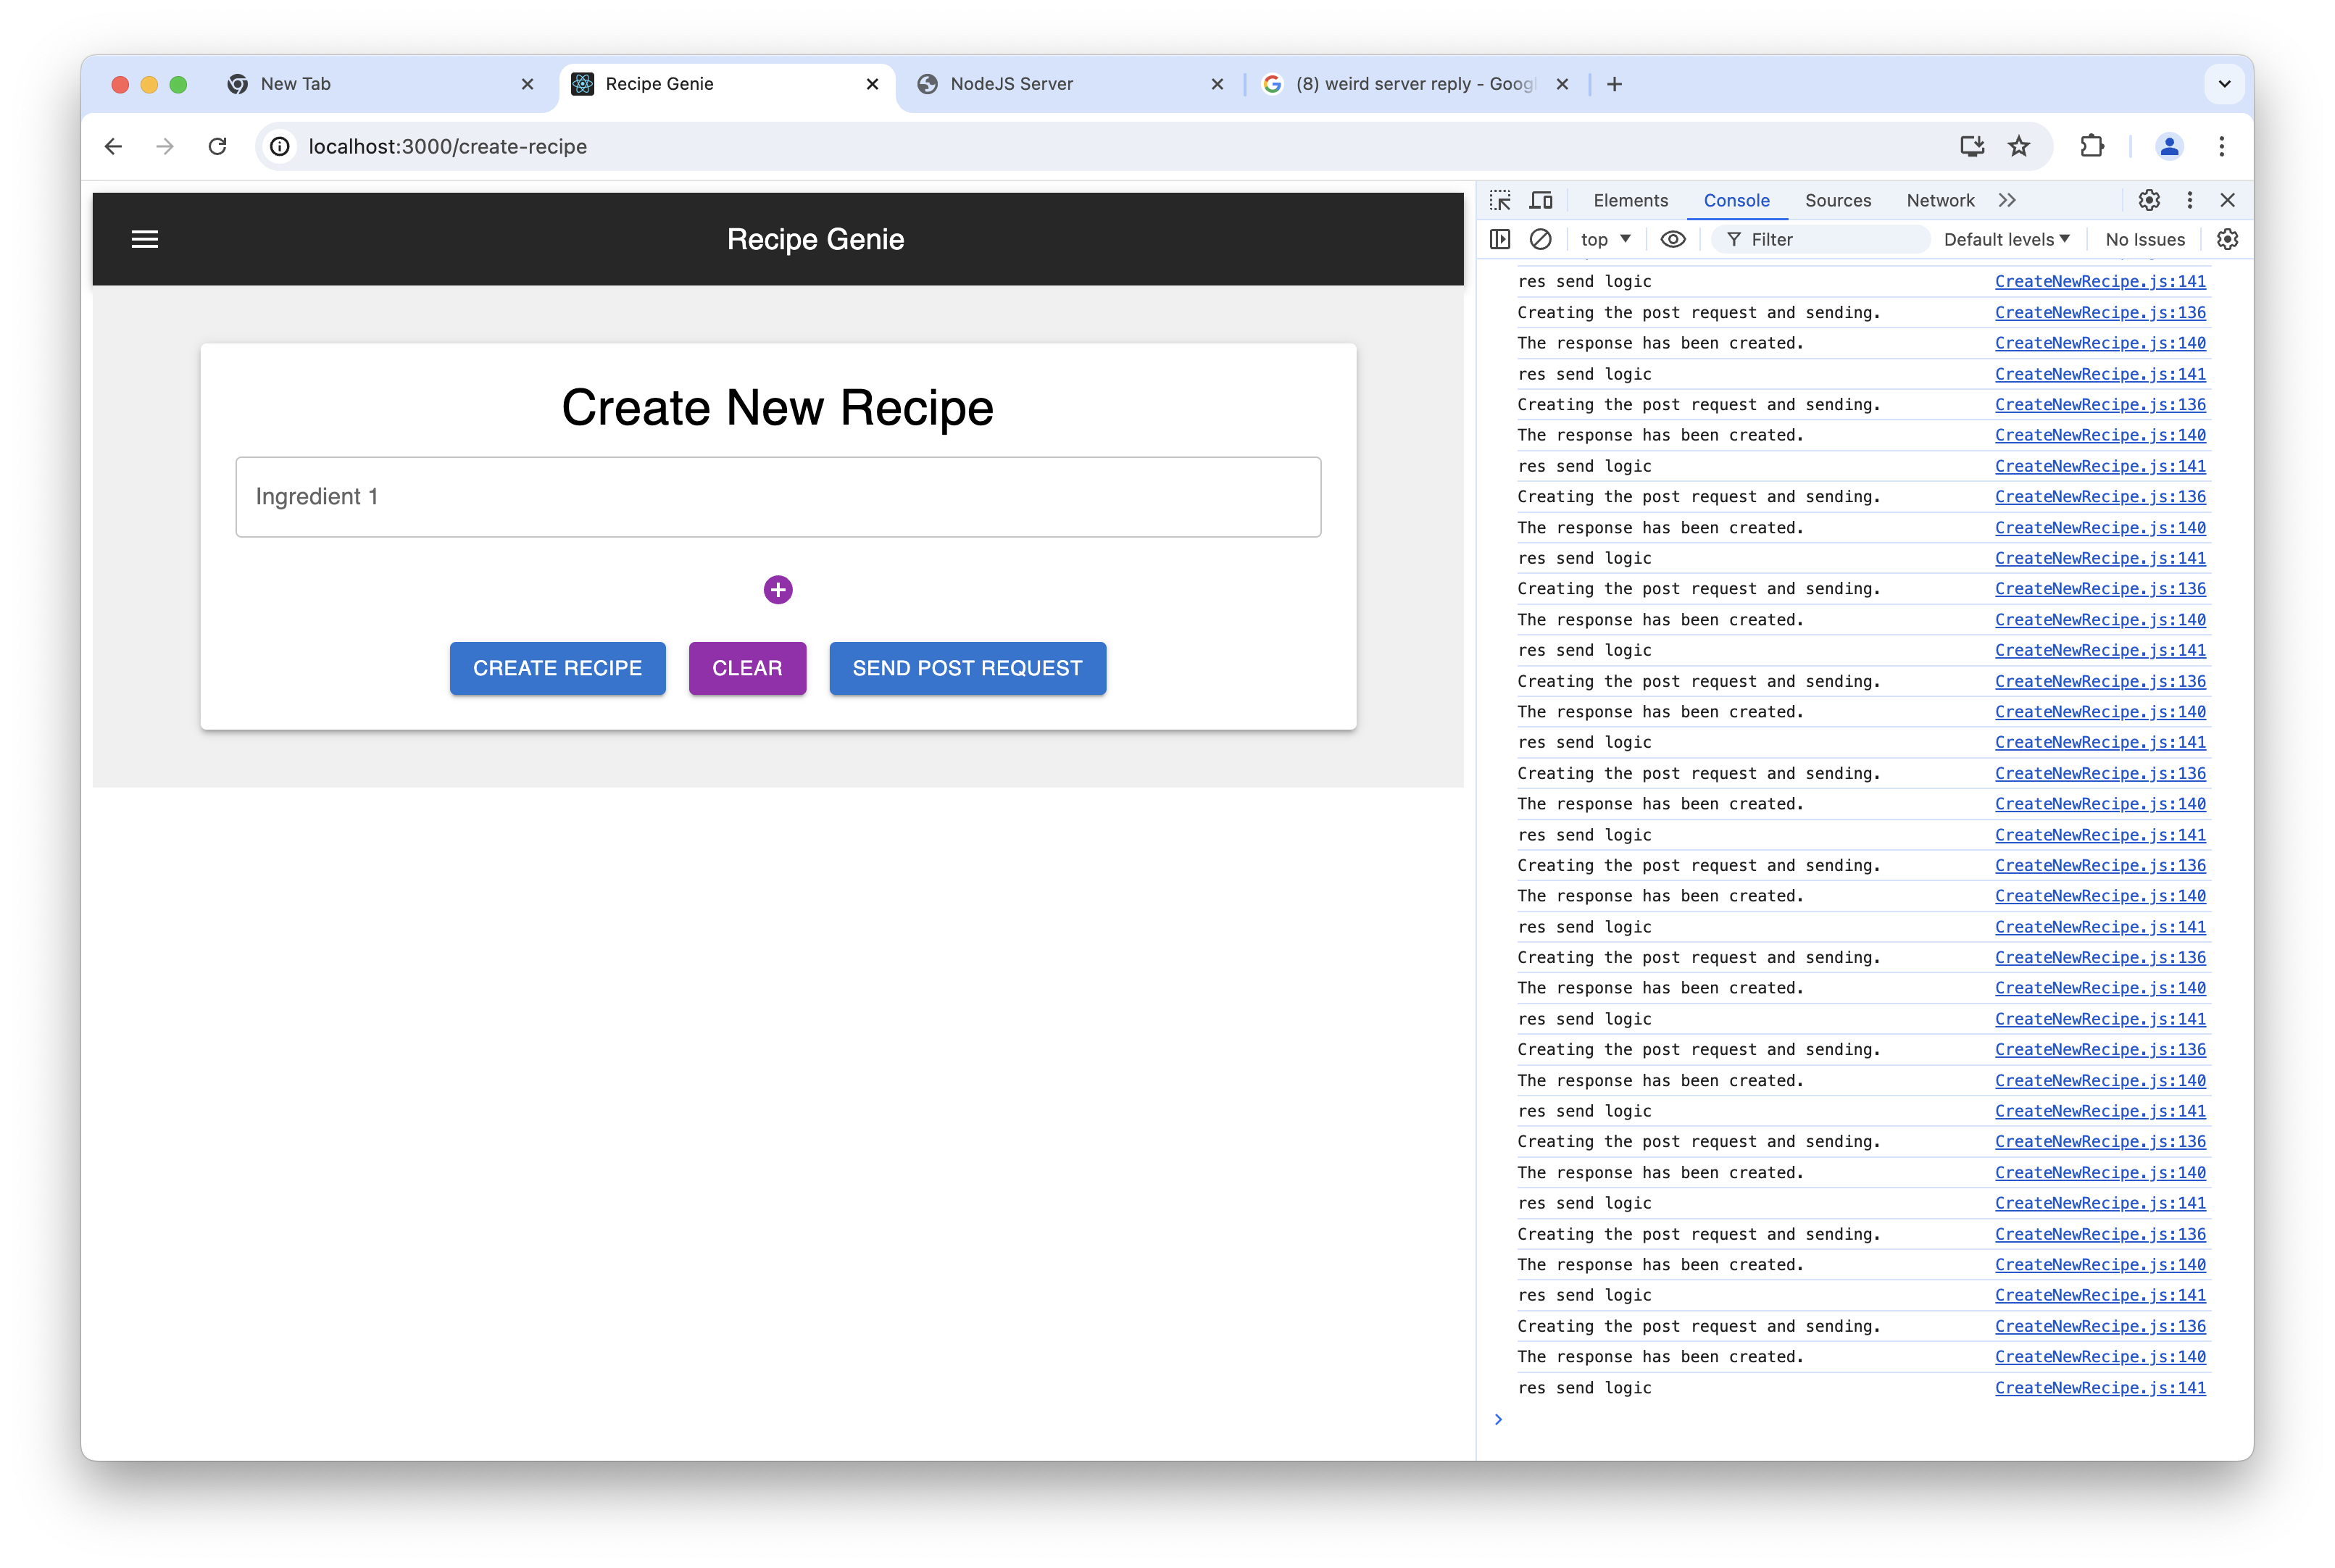 New Tab
Recipe Genie
NodeJS Server
(8) weird server reply - Goog
localhost:3000/create-recipe
Recipe Genie
Create New Recipe
Ingredient 1
CREATE RECIPE CLEAR SEND POST REQUEST
Elements Console Sources Network
top Filter Default levels No Issues
res send logic CreateNewRecipe.js:141
Creating the post request and sending. CreateNewRecipe.js:136
The response has been created. CreateNewRecipe.js:140
res send logic CreateNewRecipe.js:141
Creating the post request and sending. CreateNewRecipe.js:136
The response has been created. CreateNewRecipe.js:140
res send logic CreateNewRecipe.js:141
Creating the post request and sending. CreateNewRecipe.js:136
The response has been created. CreateNewRecipe.js:140
res send logic CreateNewRecipe.js:141
Creating the post request and sending. CreateNewRecipe.js:136
The response has been created. CreateNewRecipe.js:140
res send logic CreateNewRecipe.js:141
Creating the post request and sending. CreateNewRecipe.js:136
The response has been created. CreateNewRecipe.js:140
res send logic CreateNewRecipe.js:141
Creating the post request and sending. CreateNewRecipe.js:136
The response has been created. CreateNewRecipe.js:140
res send logic CreateNewRecipe.js:141
Creating the post request and sending. CreateNewRecipe.js:136
The response has been created. CreateNewRecipe.js:140
res send logic CreateNewRecipe.js:141
Creating the post request and sending. CreateNewRecipe.js:136
The response has been created. CreateNewRecipe.js:140
res send logic CreateNewRecipe.js:141
Creating the post request and sending. CreateNewRecipe.js:136
The response has been created. CreateNewRecipe.js:140
res send logic CreateNewRecipe.js:141
Creating the post request and sending. CreateNewRecipe.js:136
The response has been created. CreateNewRecipe.js:140
res send logic CreateNewRecipe.js:141
Creating the post request and sending. CreateNewRecipe.js:136
The response has been created. CreateNewRecipe.js:140
res send logic CreateNewRecipe.js:141
Creating the post request and sending. CreateNewRecipe.js:136
The response has been created. CreateNewRecipe.js:140
res send logic CreateNewRecipe.js:141